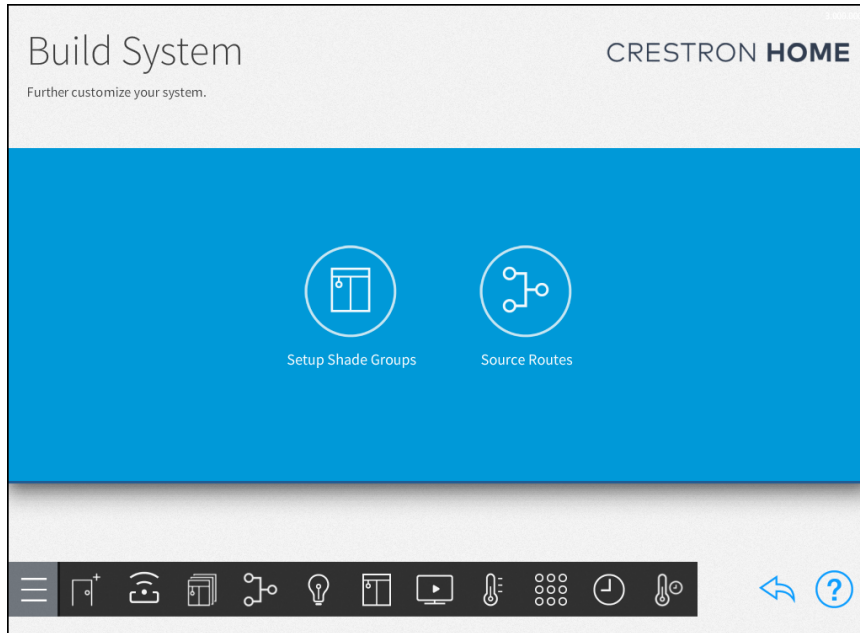 Build System
CRESTRON HOME
Further customize your system.
Setup Shade Groups
Source Routes
?